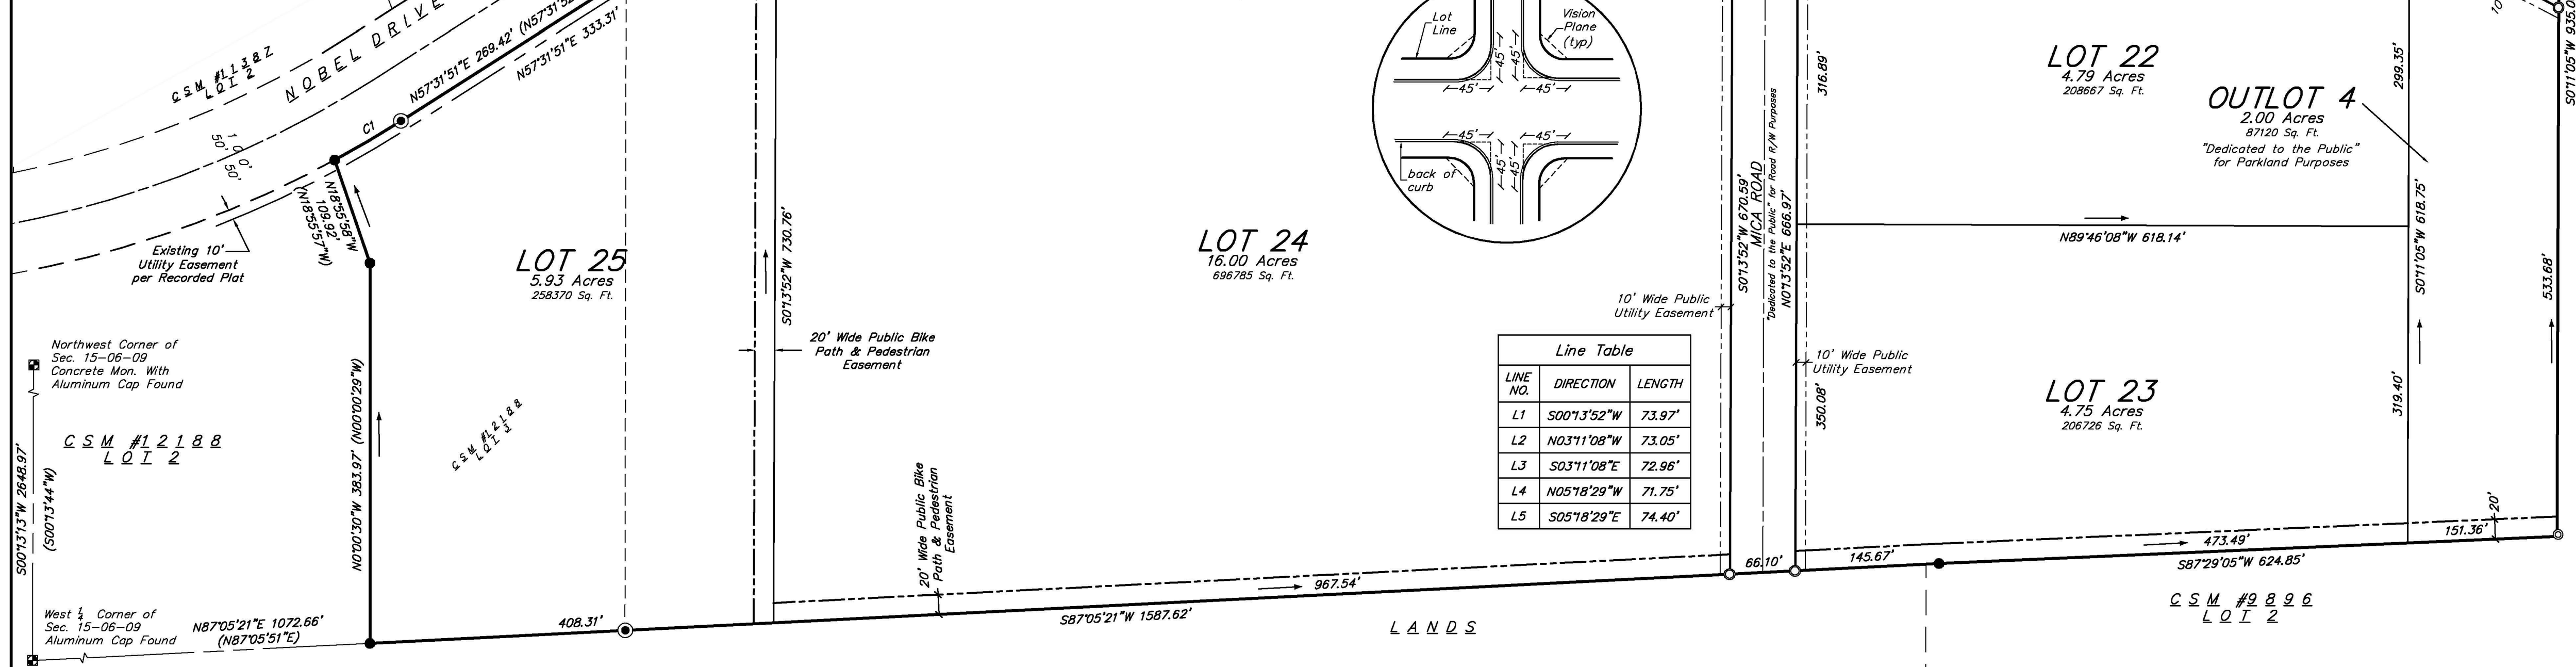 CSM #11382
LOT 2
NOBEL DRIVE
100'
50' 50'
C1
N57°31'51"E 269.42'
N57°31'51"E 333.31'
N18°55'58"W
109.92'
(N18°55'57"W)
Existing 10'
Utility Easement
per Recorded Plat
LOT 25
5.93 Acres
258370 Sq. Ft.
Northwest Corner of
Sec. 15-06-09
Concrete Mon. With
Aluminum Cap Found
CSM #12188
LOT 2
S00°13'13"W 2648.97'
(S00°13'44"W)
N0°00'30"W 383.97' (N00°00'29"W)
CSM #12188
LOT 3
West 1/4 Corner of
Sec. 15-06-09
Aluminum Cap Found
N87°05'21"E 1072.66'
(N87°05'51"E)
408.31'
S0°13'52"W 730.76'
20' Wide Public Bike
Path & Pedestrian
Easement
20' Wide Public Bike
Path & Pedestrian
Easement
LOT 24
16.00 Acres
696785 Sq. Ft.
Lot
Line
Vision
Plane
(typ)
45'
45'
45'
45'
45'
45'
45'
45'
back of
curb
10' Wide Public
Utility Easement
Line Table
LINE NO. DIRECTION LENGTH
L1 S00°13'52"W 73.97'
L2 N03°11'08"W 73.05'
L3 S03°11'08"E 72.96'
L4 N05°18'29"W 71.75'
L5 S05°18'29"E 74.40'
967.54'
S87°05'21"W 1587.62'
LANDS
S0°13'52"W 670.59'
MICA ROAD
"Dedicated to the Public" for Road R/W Purposes
N0°13'52"E 666.97'
66.10'
316.89'
10' Wide Public
Utility Easement
350.08'
LOT 22
4.79 Acres
208667 Sq. Ft.
OUTLOT 4
2.00 Acres
87120 Sq. Ft.
"Dedicated to the Public"
for Parkland Purposes
299.35'
N89°46'08"W 618.14'
S0°11'05"W 618.75'
LOT 23
4.75 Acres
206726 Sq. Ft.
319.40'
533.68'
S0°11'05"W 935.0
10
145.67'
473.49'
151.36'
20'
S87°29'05"W 624.85'
CSM #9896
LOT 2